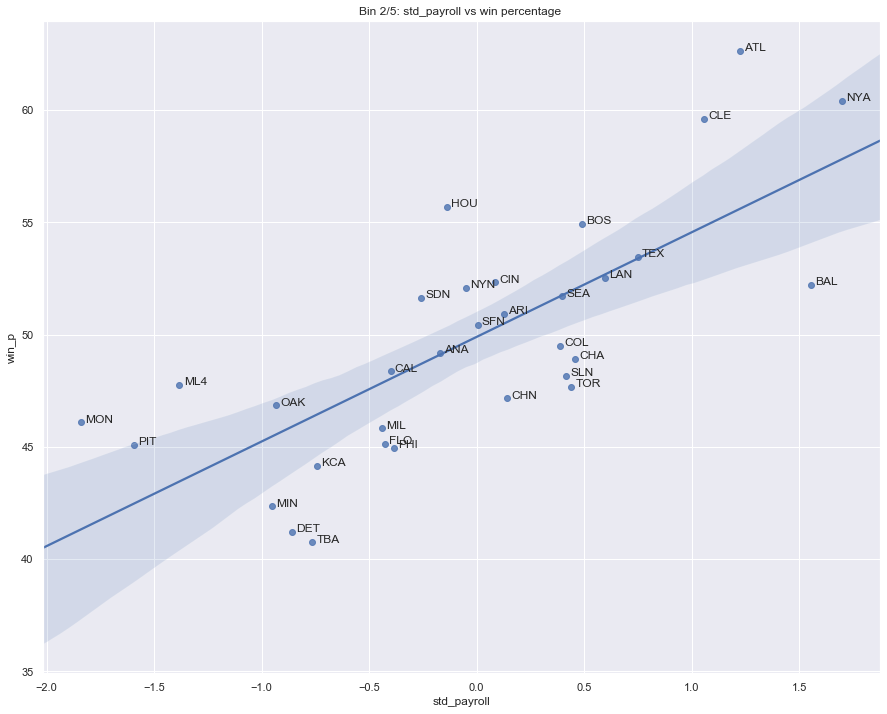 Bin 2/5: std_payroll vs win percentage
ATL
NYA
60
CLE
HOU
BOS
55
TEX
LAN
CIN
BAL
NYN
SDN
SEA
ARI
SFN
50
COL
ANA
CHA
CAL
SLN
TOR
ML4
CHN
OAK
MON
MIL
PIT
FLO
PHI
45
KCA
MIN
DET
TBA
40
35
win_p
−2.0 −1.5 −1.0 −0.5 0.0 0.5 1.0 1.5
std_payroll